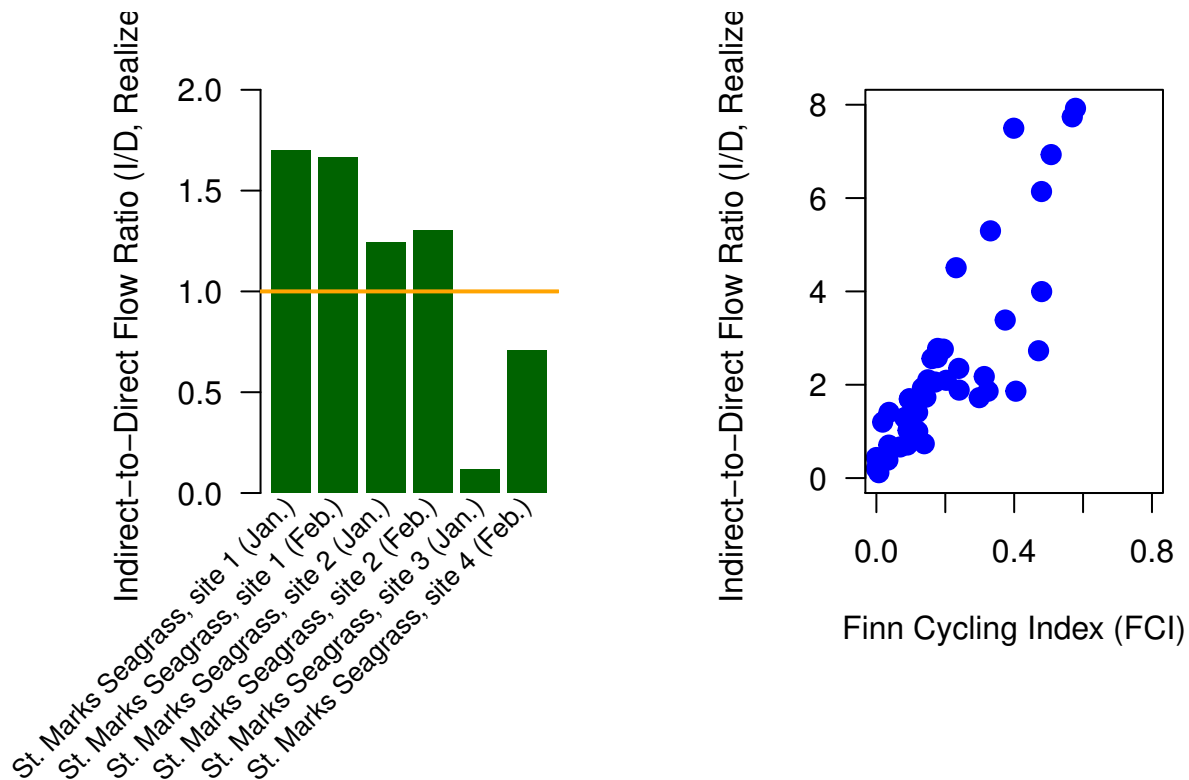 Indirect−to−Direct Flow Ratio (I/D, Realize
2.0
1.5
1.0
0.5
0.0
St. Marks Seagrass, site 1 (Jan.)
St. Marks Seagrass, site 1 (Feb.)
St. Marks Seagrass, site 2 (Jan.)
St. Marks Seagrass, site 2 (Feb.)
St. Marks Seagrass, site 3 (Jan.)
St. Marks Seagrass, site 4 (Feb.)
Indirect−to−Direct Flow Ratio (I/D, Realize
8
6
4
2
0
0.0 0.4 0.8
Finn Cycling Index (FCI)